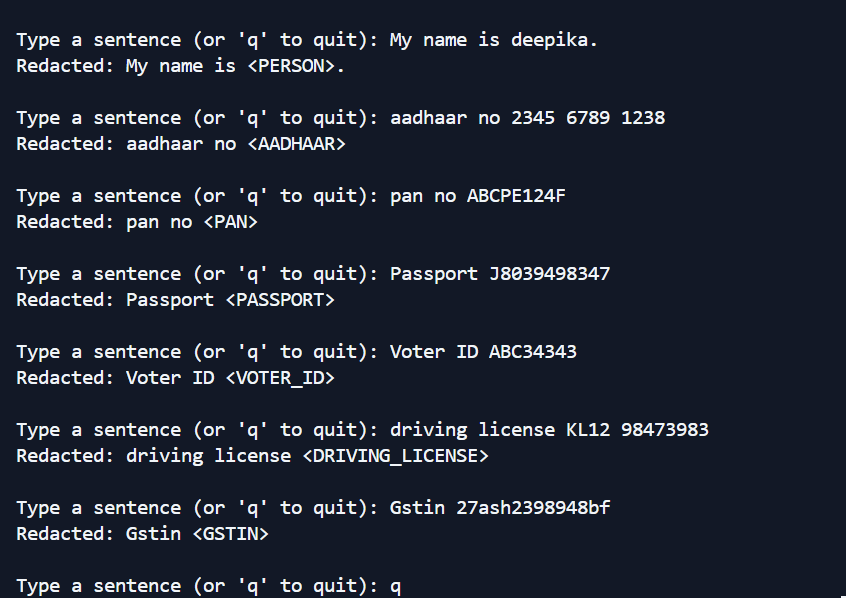 Type a sentence (or 'q' to quit): My name is deepika.
Redacted: My name is <PERSON>.
Type a sentence (or 'q' to quit): aadhaar no 2345 6789 1238
Redacted: aadhaar no <AADHAAR>
Type a sentence (or 'q' to quit): pan no ABCPE124F
Redacted: pan no <PAN>
Type a sentence (or 'q' to quit): Passport J8039498347
Redacted: Passport <PASSPORT>
Type a sentence (or 'q' to quit): Voter ID ABC34343
Redacted: Voter ID <VOTER_ID>
Type a sentence (or 'q' to quit): driving license KL12 98473983
Redacted: driving license <DRIVING_LICENSE>
Type a sentence (or 'q' to quit): Gstin 27ash2398948bf
Redacted: Gstin <GSTIN>
Type a sentence (or 'q' to quit): q